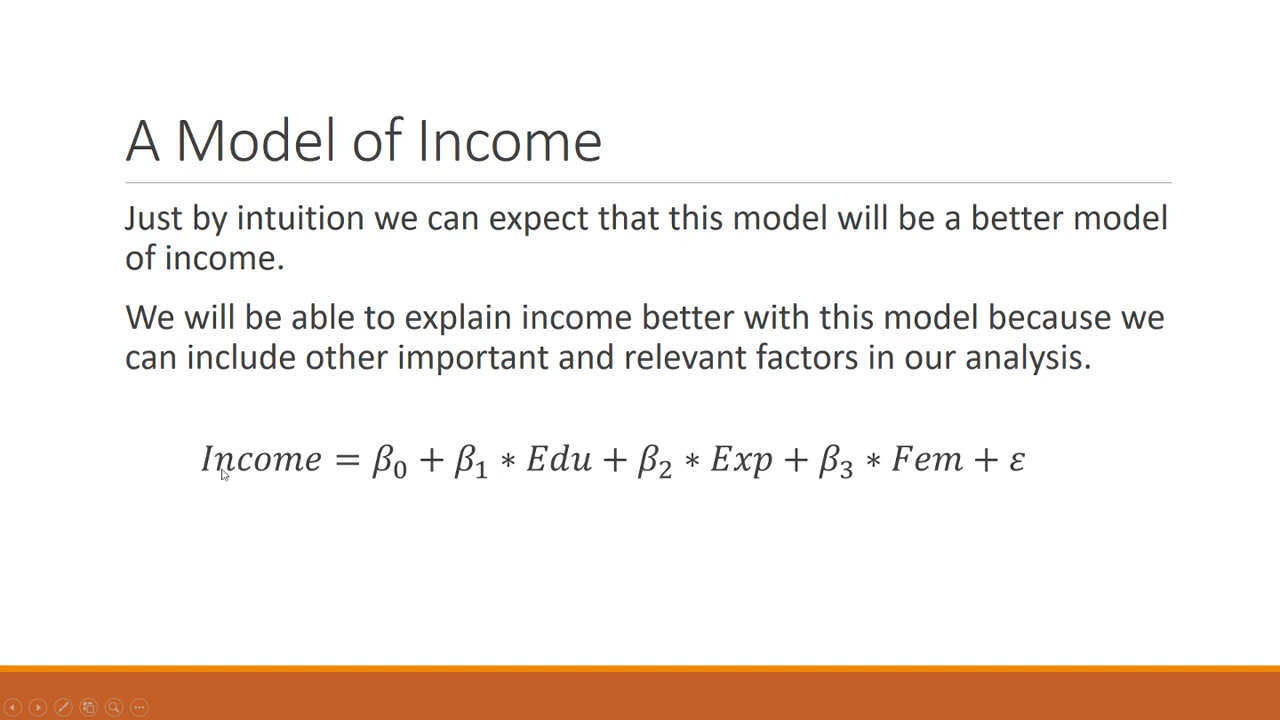 A Model of Income
Just by intuition we can expect that this model will be a better model
of income.
We will be able to explain income better with this model because we
can include other important and relevant factors in our analysis.
𝐼𝑛𝑐𝑜𝑚𝑒 = 𝛽₀ + 𝛽₁ ∗ 𝐸𝑑𝑢 + 𝛽₂ ∗ 𝐸𝑥𝑝 + 𝛽₃ ∗ 𝐹𝑒𝑚 + 𝜀